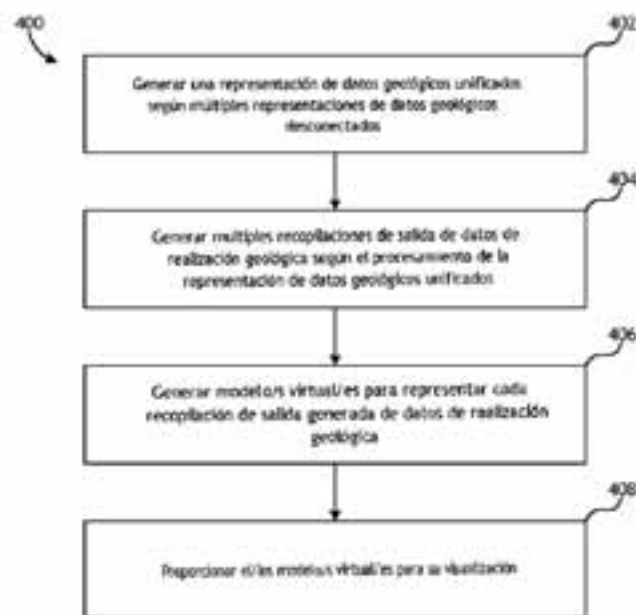 400
402
Generar una representación de datos geológicos unificados
según múltiples representaciones de datos geológicos
desconectados
404
Generar múltiples recopilaciones de salida de datos de
realización geológica según el procesamiento de la
representación de datos geológicos unificados
406
Generar modelo/s virtual/es para representar cada
recopilación de salida generada de datos de realización
geológica
408
Proporcionar el/los modelo/s virtual/es para su visualización